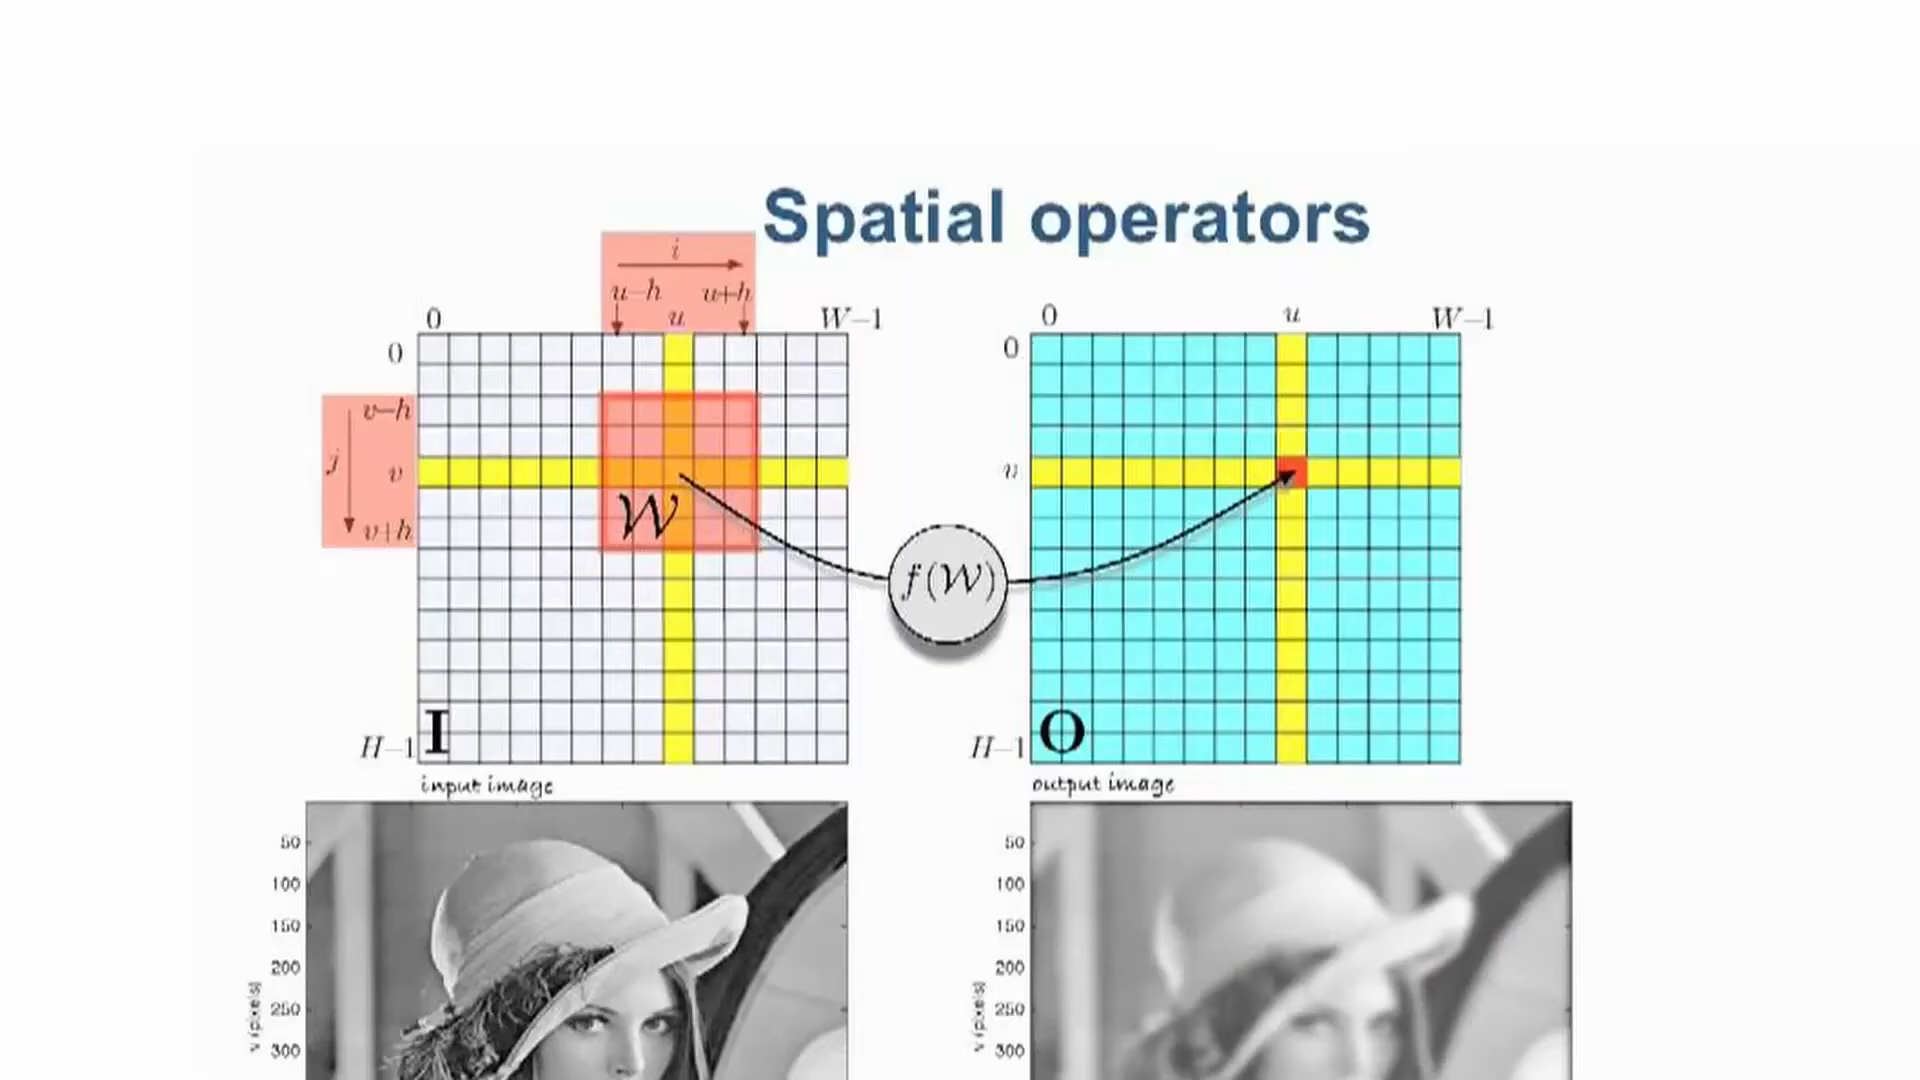 Spatial operators
i
u–h u+h
0 u W–1
0 u W–1
0
0
v–h
j
v
v
v+h
𝒲
f(𝒲)
I
O
H–1
H–1
input image
output image
50
100
150
200
250
300
v (pixels)
50
100
150
200
250
300
v (pixels)